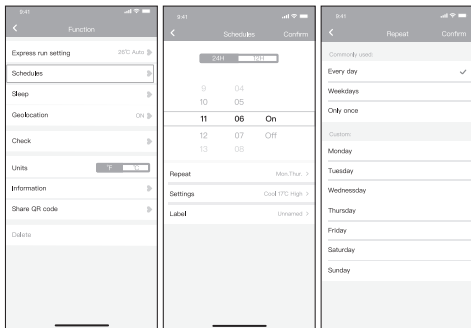 9:41
Function
Express run setting 26°C Auto
Schedules
Sleep
Geolocation ON
Check
Units °F °C
Information
Share QR code
Delete
9:41
Schedules Confirm
24H 12H
9 04
10 05
11 06 On
12 07 Off
13 08
Repeat Mon.Thur.
Settings Cool 17°C High
Label Unnamed
9:41
Repeat Confirm
Commonly used:
Every day
Weekdays
Only once
Custom:
Monday
Tuesday
Wednessday
Thursday
Friday
Saturday
Sunday